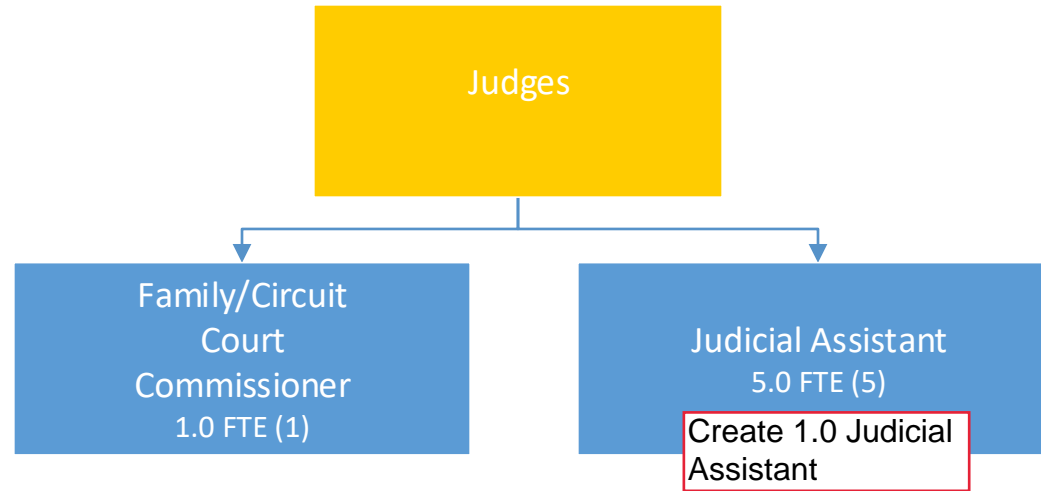 Judges
Family/Circuit
Court
Commissioner
1.0 FTE (1)
Judicial Assistant
5.0 FTE (5)
Create 1.0 Judicial
Assistant